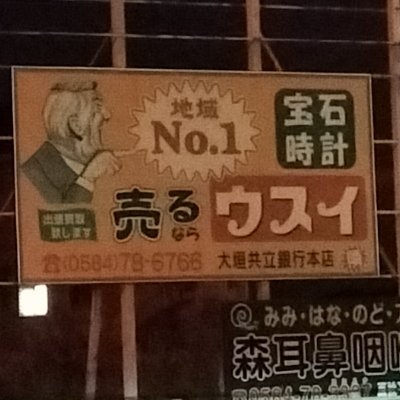 地域
No.1
宝石
時計
出張買取
致します
売るなら ウスイ
☎(0584)78-6766 大垣共立銀行本店
みみ・はな・のど・ア
森耳鼻咽